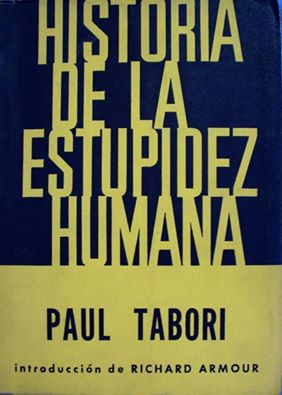 HISTORIA
DE LA
ESTUPIDEZ
HUMANA
PAUL TABORI
introducción de RICHARD ARMOUR